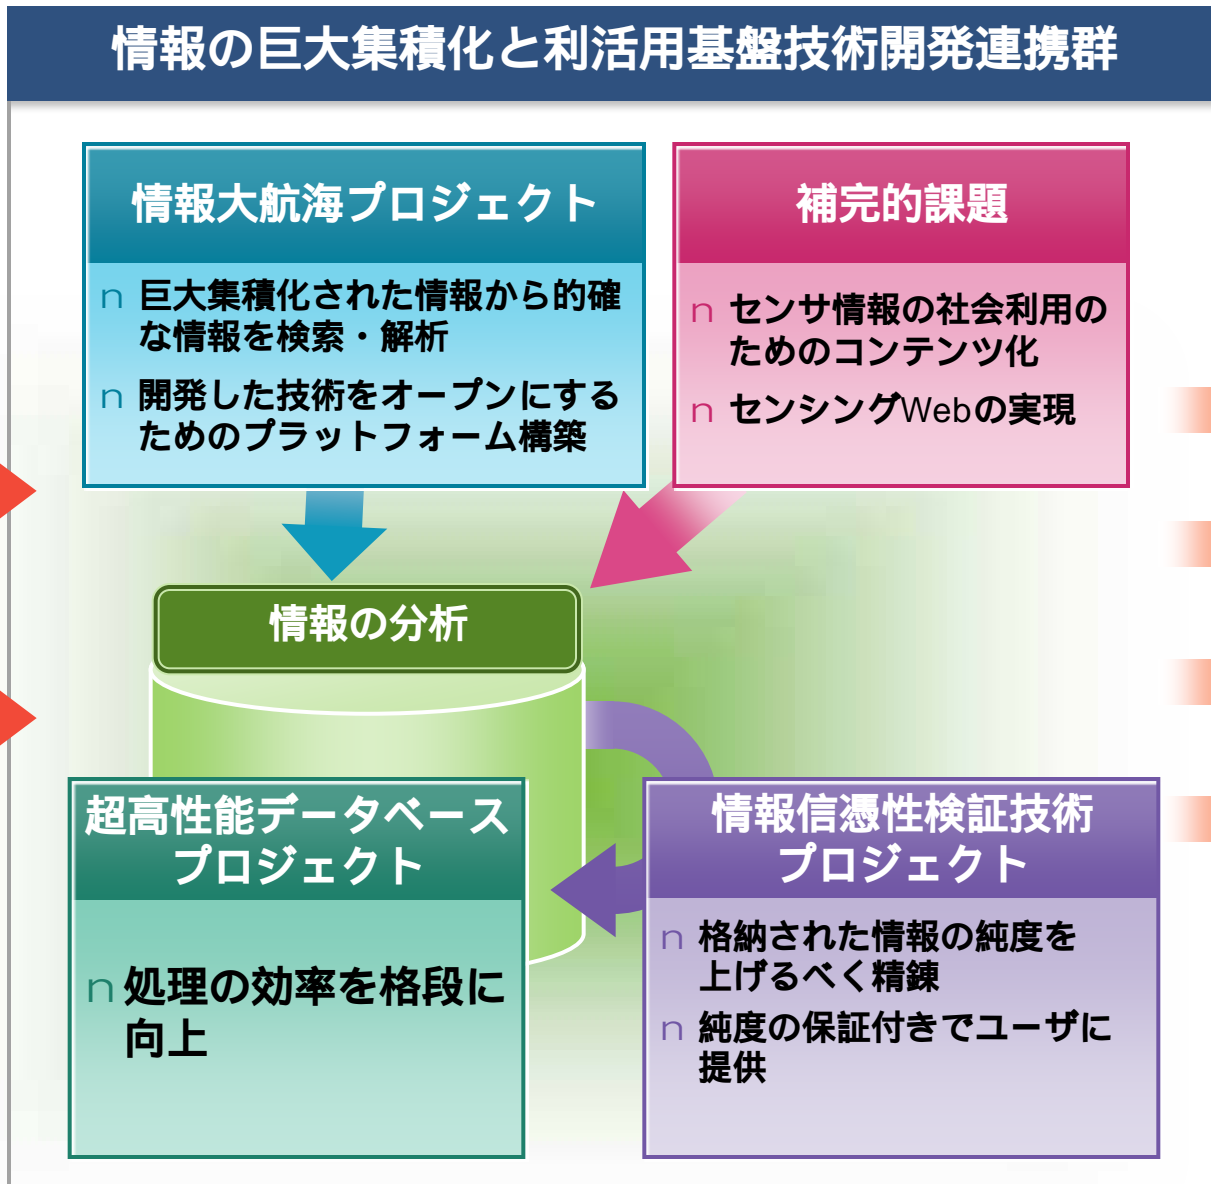 情報の巨大集積化と利活用基盤技術開発連携群
情報大航海プロジェクト
n 巨大集積化された情報から的確
な情報を検索・解析
n 開発した技術をオープンにする
ためのプラットフォーム構築
補完的課題
n センサ情報の社会利用の
ためのコンテンツ化
n センシングWebの実現
情報の分析
超高性能データベース
プロジェクト
n 処理の効率を格段に
向上
情報信憑性検証技術
プロジェクト
n 格納された情報の純度を
上げるべく精錬
n 純度の保証付きでユーザに
提供